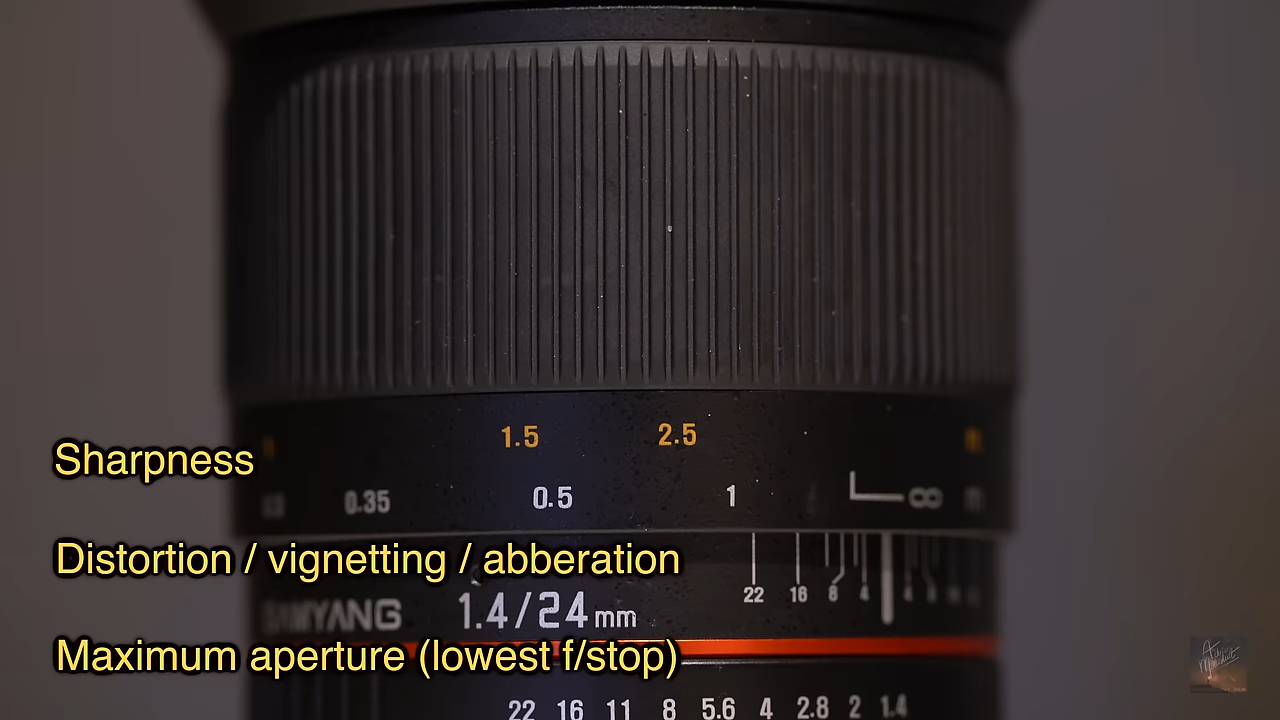 1.5 2.5
Sharpness
0.35 0.5 1 ∞
Distortion / vignetting / abberation
22 16 8 4 4
SAMYANG 1.4/24mm
Maximum aperture (lowest f/stop)
22 16 11 8 5.6 4 2.8 2 1.4